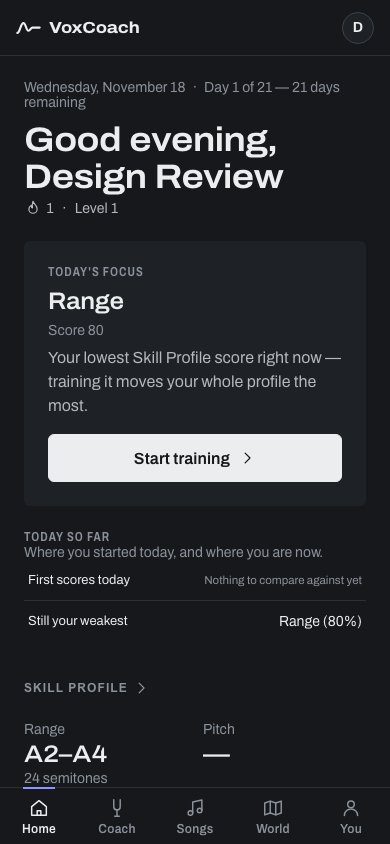 VoxCoach
D
Wednesday, November 18 · Day 1 of 21 — 21 days
remaining
Good evening,
Design Review
1 · Level 1
TODAY'S FOCUS
Range
Score 80
Your lowest Skill Profile score right now —
training it moves your whole profile the
most.
Start training
TODAY SO FAR
Where you started today, and where you are now.
First scores today Nothing to compare against yet
Still your weakest Range (80%)
SKILL PROFILE
Range Pitch
A2–A4 —
24 semitones
Home Coach Songs World You